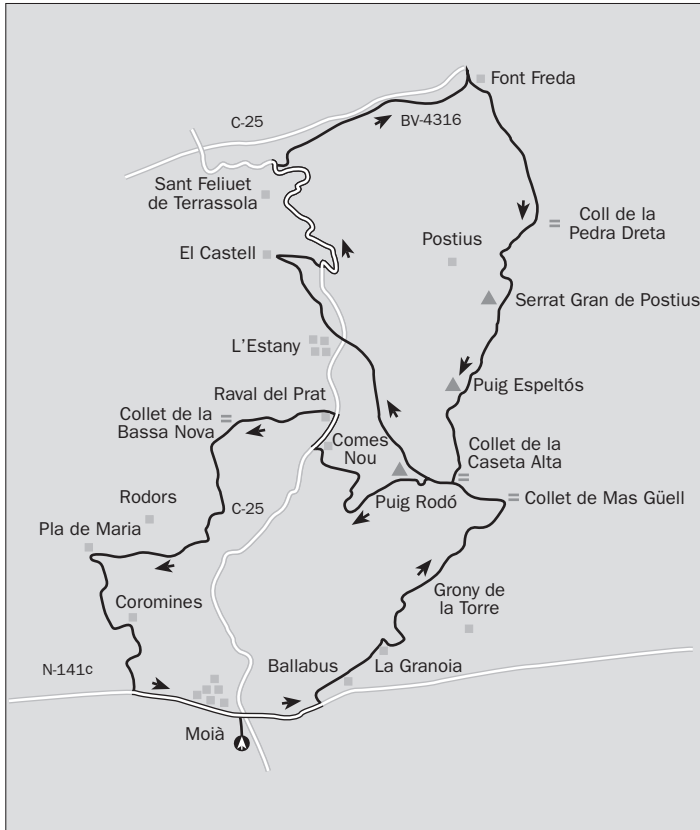 Font Freda
C-25
BV-4316
Sant Feliuet
de Terrassola
Coll de la
Pedra Dreta
El Castell
Postius
Serrat Gran de Postius
L'Estany
Puig Espeltós
Raval del Prat
Collet de la
Bassa Nova
Comes
Nou
Collet de la
Caseta Alta
Puig Rodó
Collet de Mas Güell
Rodors
C-25
Pla de Maria
Coromines
Grony de
la Torre
N-141c
Ballabus
La Granoia
Moià